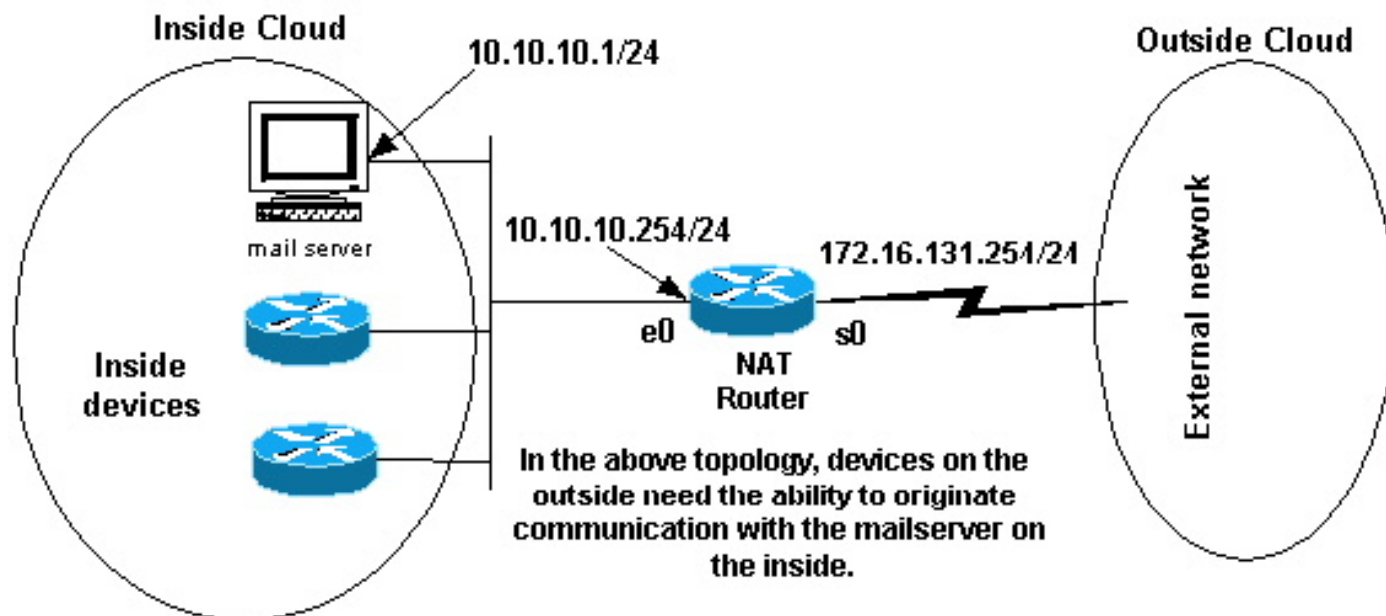 Inside Cloud
10.10.10.1/24
Outside Cloud
mail server
10.10.10.254/24
172.16.131.254/24
e0
s0
NAT
Router
Inside
devices
External network
In the above topology, devices on the
outside need the ability to originate
communication with the mailserver on
the inside.